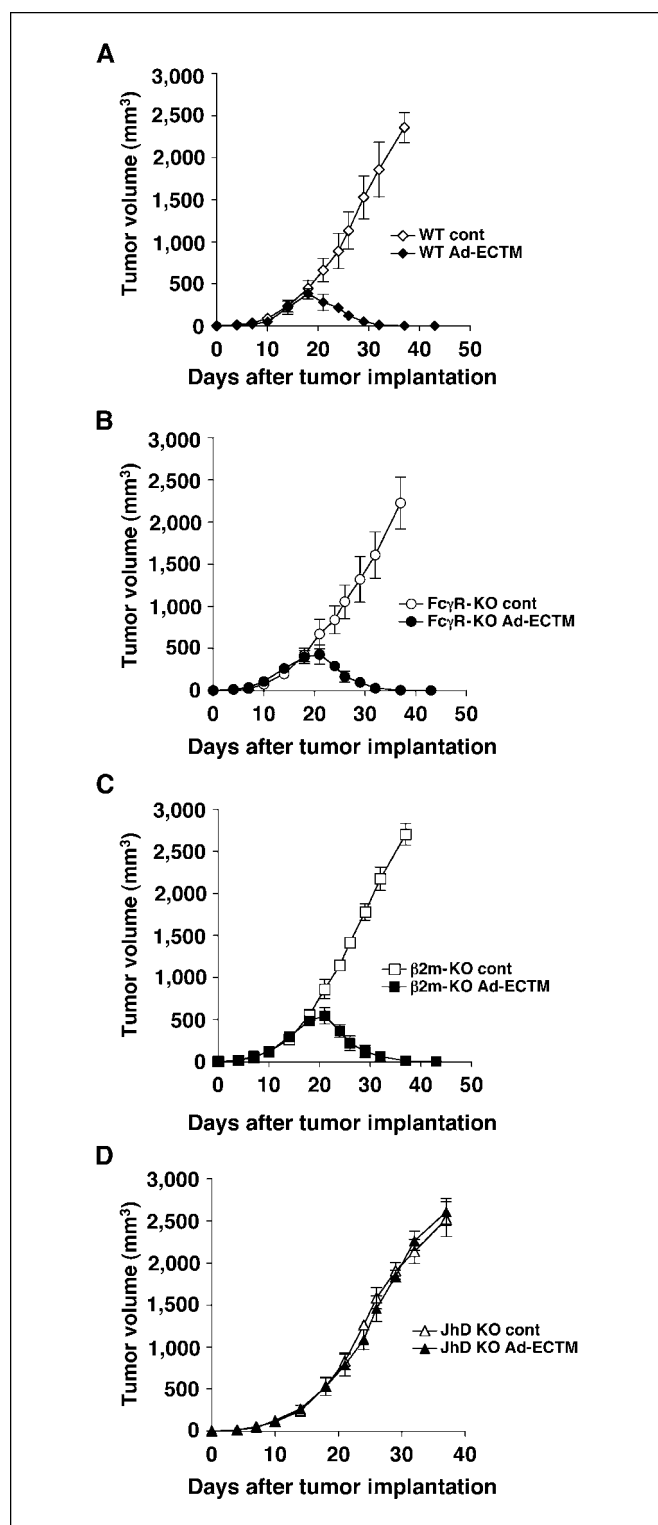 A
Tumor volume (mm³)
3,000
2,500
2,000
1,500
1,000
500
0
WT cont
WT Ad-ECTM
0 10 20 30 40 50
Days after tumor implantation
B
Tumor volume (mm³)
3,000
2,500
2,000
1,500
1,000
500
0
FcγR-KO cont
FcγR-KO Ad-ECTM
0 10 20 30 40 50
Days after tumor implantation
C
Tumor volume (mm³)
3,000
2,500
2,000
1,500
1,000
500
0
β2m-KO cont
β2m-KO Ad-ECTM
0 10 20 30 40 50
Days after tumor implantation
D
Tumor volume (mm³)
3,000
2,500
2,000
1,500
1,000
500
0
JhD KO cont
JhD KO Ad-ECTM
0 10 20 30 40
Days after tumor implantation